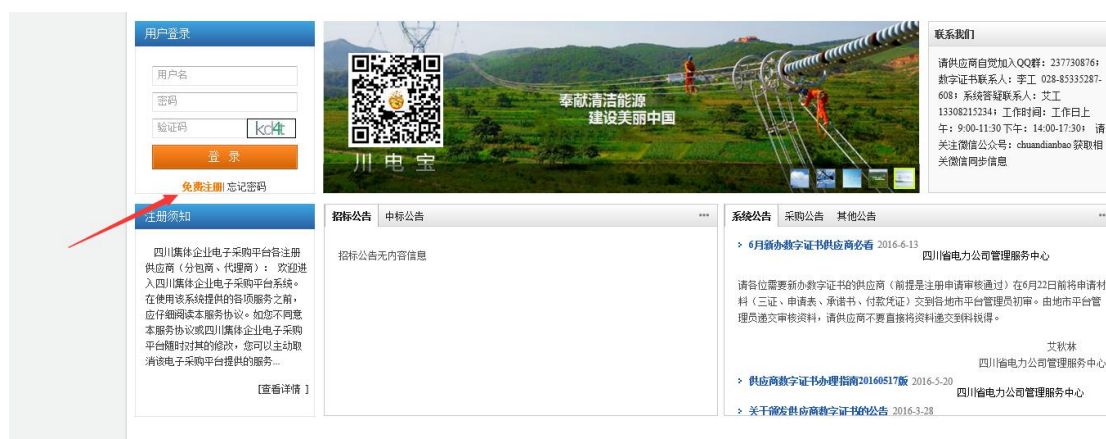 用户登录
用户名
密码
验证码
kd4t
登 录
免费注册| 忘记密码
奉献清洁能源
建设美丽中国
川电宝
联系我们
请供应商自觉加入QQ群：237730876；
数字证书联系人：李工 028-85335287-
608；系统答疑联系人：艾工
13308215234；工作时间：工作日上
午：9:00-11:30 下午：14:00-17:30； 请
关注微信公众号：chuandianbao 获取相
关微信同步信息
注册须知
四川集体企业电子采购平台各注册
供应商（分包商、代理商）： 欢迎进
入四川集体企业电子采购平台系统。
在使用该系统提供的各项服务之前，
应仔细阅读本服务协议。如您不同意
本服务协议或四川集体企业电子采购
平台随时对其的修改，您可以主动取
消该电子采购平台提供的服务...
[查看详情 ]
招标公告 中标公告 ...
招标公告无内容信息
系统公告 采购公告 其他公告 ...
› 6月新办数字证书供应商必看 2016-6-13
四川省电力公司管理服务中心
请各位需要新办数字证书的供应商（前提是注册申请审核通过）在6月22日前将申请材
料（三证、申请表、承诺书、付款凭证）交到各地市平台管理员初审。由地市平台管
理员递交审核资料，请供应商不要直接将资料递交到科锐得。
艾秋林
四川省电力公司管理服务中心
› 供应商数字证书办理指南20160517版 2016-5-20
四川省电力公司管理服务中心
› 关于颁发供应商数字证书的公告 2016-3-28